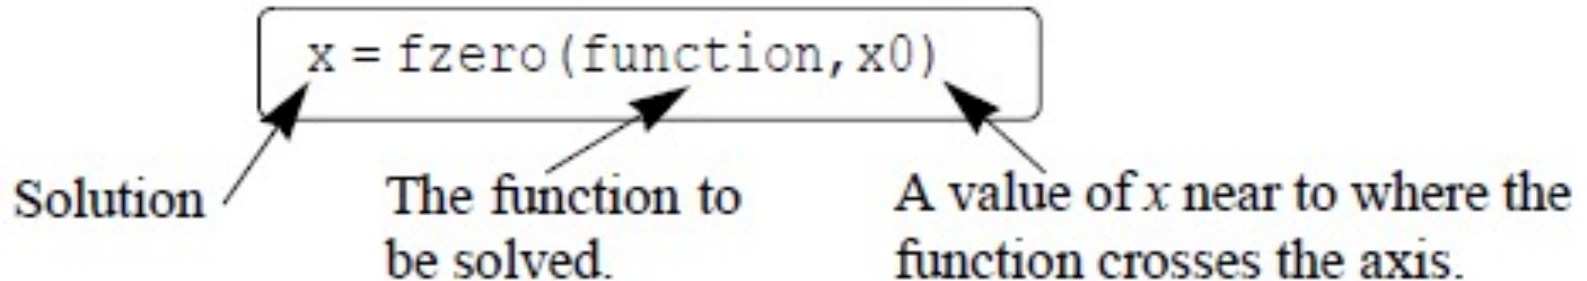 x = fzero(function,x0)
Solution
The function to
be solved.
A value of x near to where the
function crosses the axis.